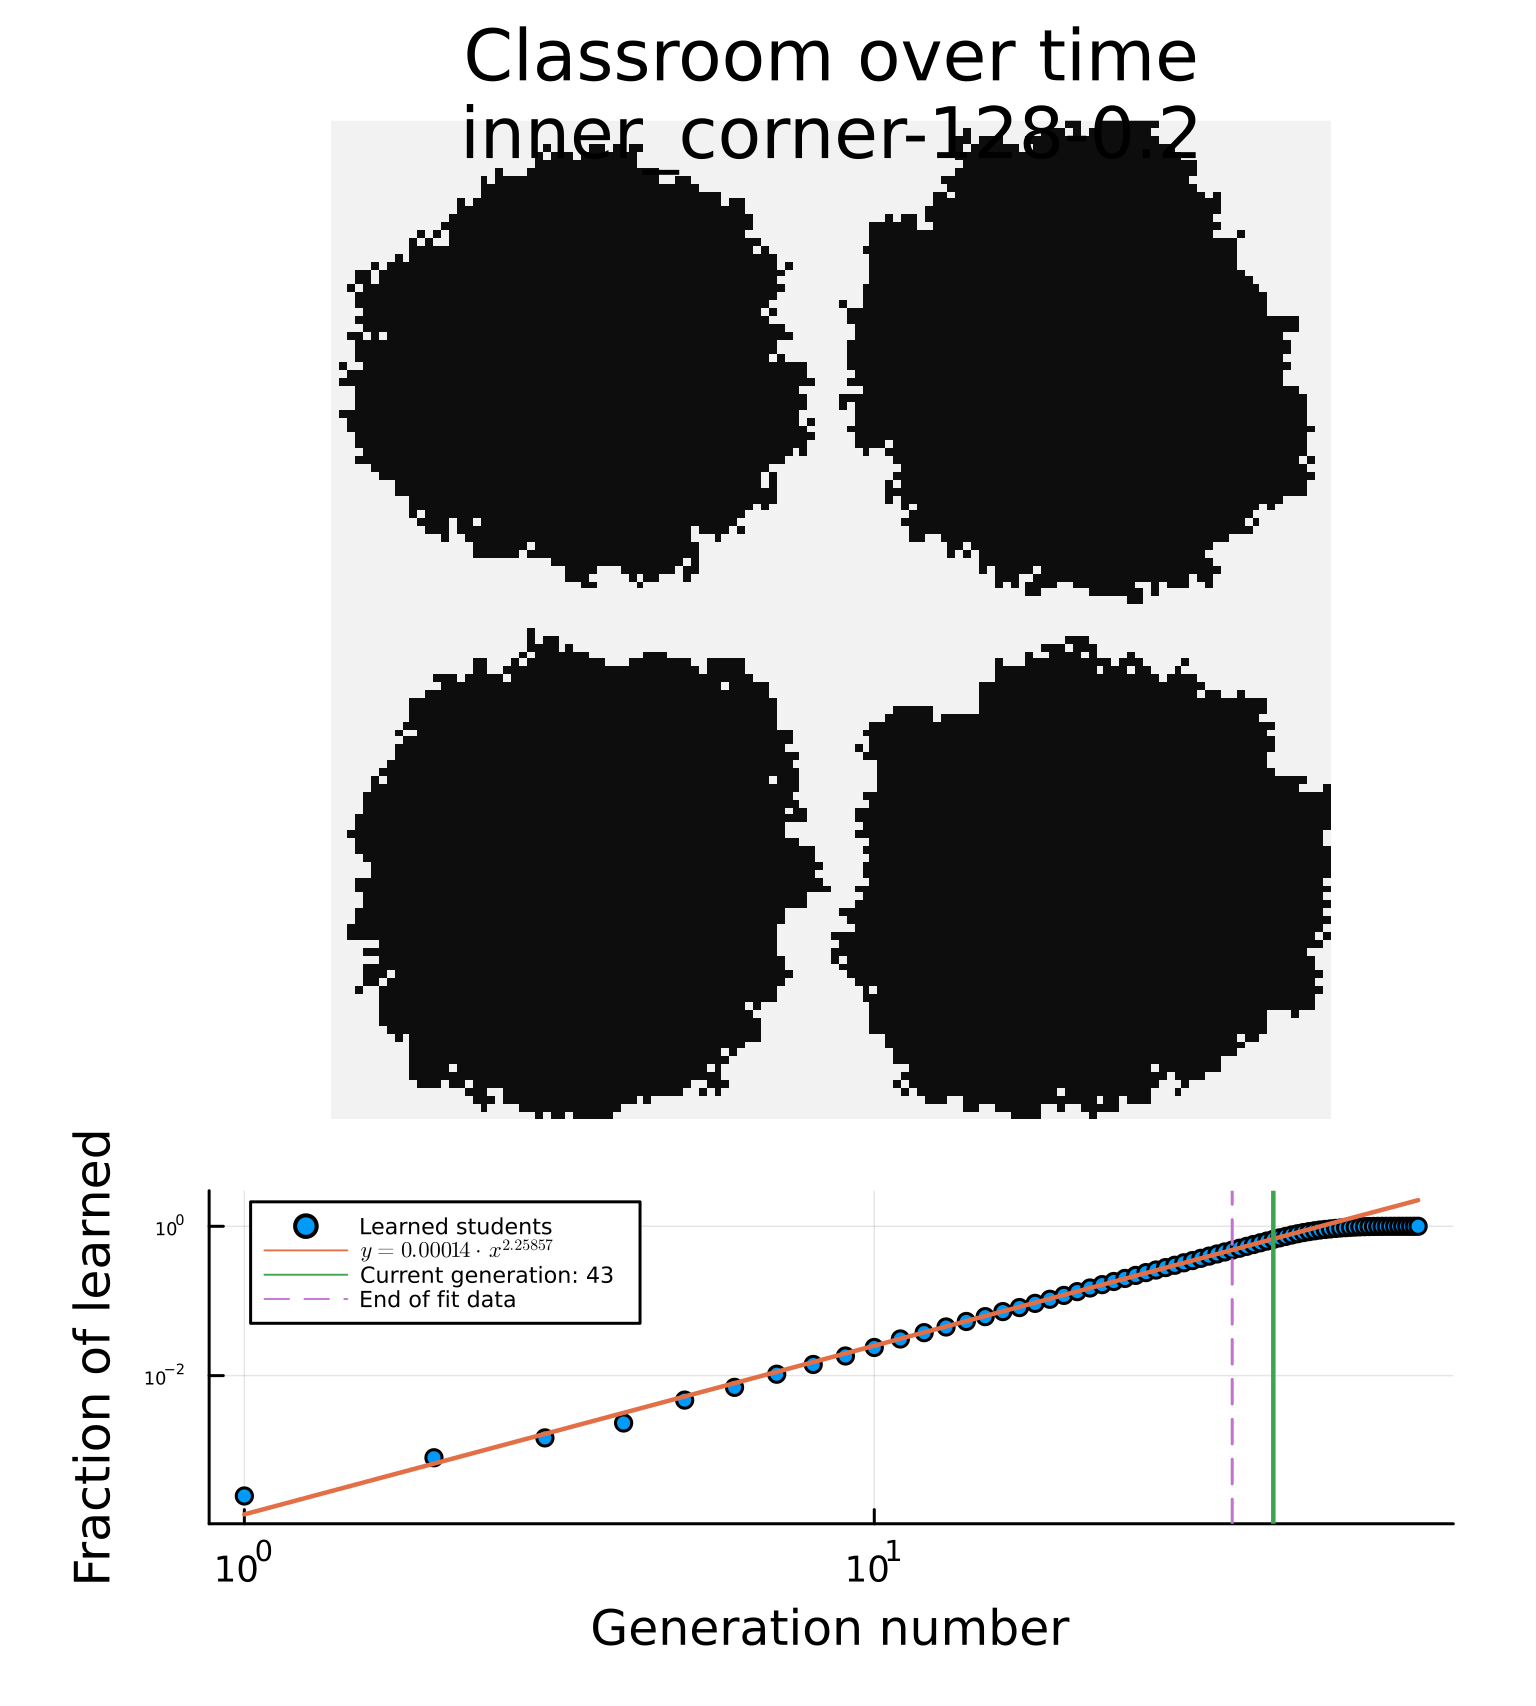 Classroom over time
inner_corner-128-0.2
Fraction of learned
10⁰
10⁻²
Learned students
y = 0.00014 · x^2.25857
Current generation: 43
End of fit data
10⁰
10¹
Generation number